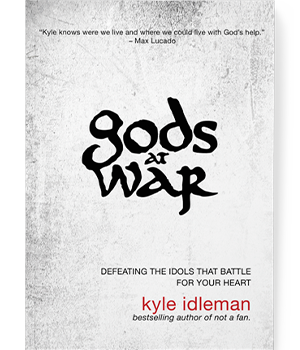 "Kyle knows were we live and where we could live with God's help."
– Max Lucado
gods
at
war
DEFEATING THE IDOLS THAT BATTLE
FOR YOUR HEART
kyle idleman
bestselling author of not a fan.